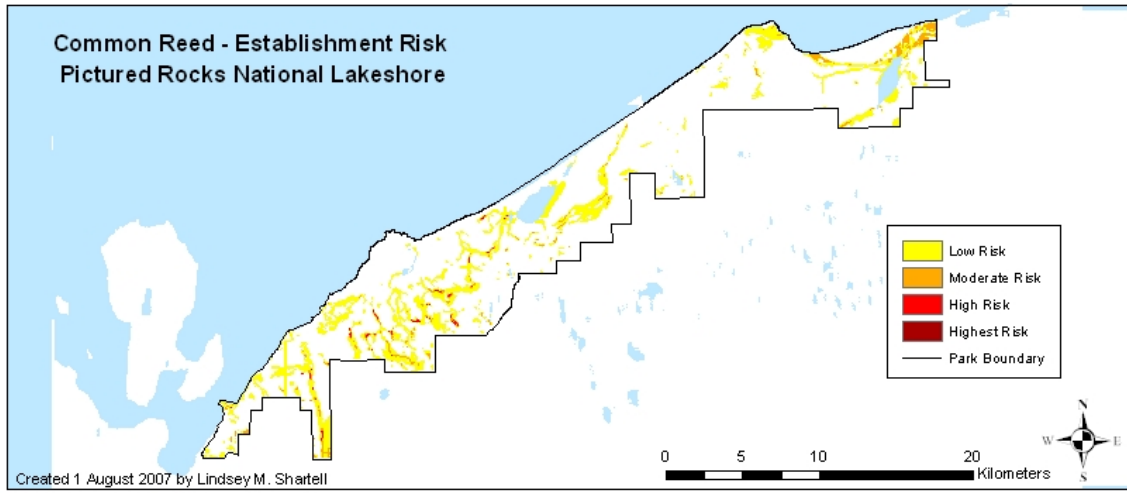 Common Reed - Establishment Risk
Pictured Rocks National Lakeshore
Low Risk
Moderate Risk
High Risk
Highest Risk
Park Boundary
N
W E
S
0 5 10 20
Kilometers
Created 1 August 2007 by Lindsey M. Shartell